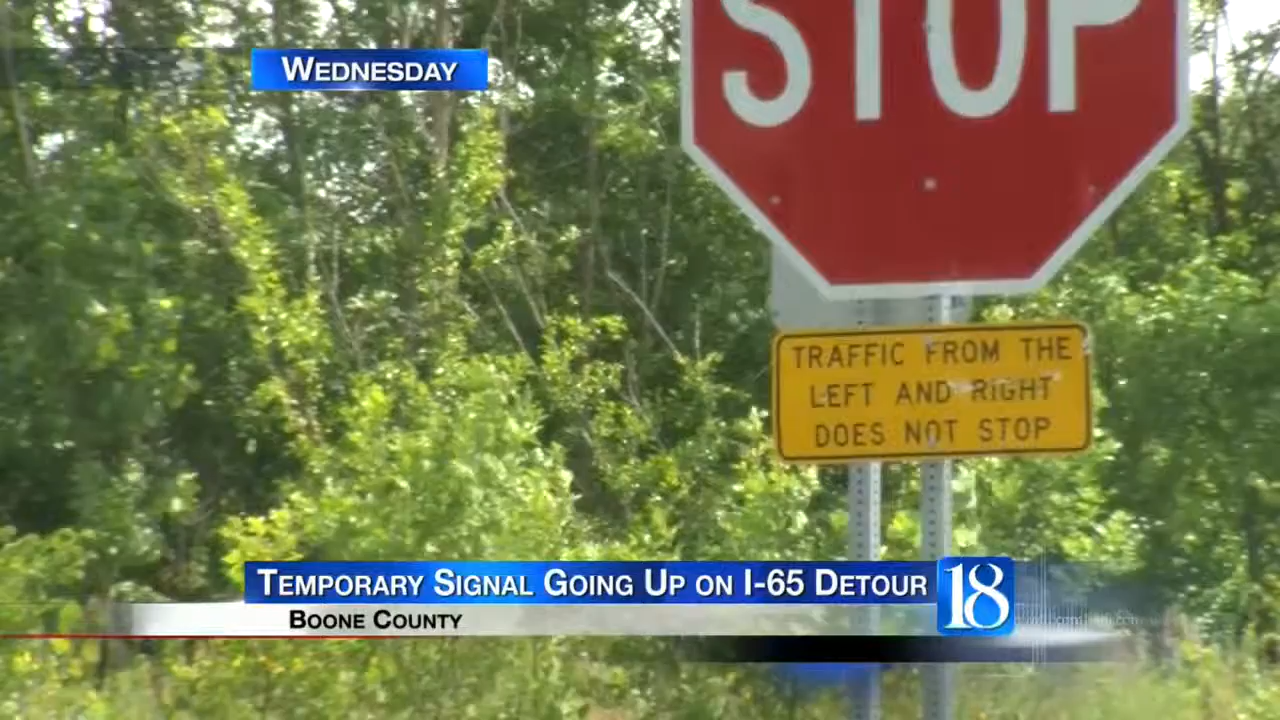 WEDNESDAY
STOP
TRAFFIC FROM THE
LEFT AND RIGHT
DOES NOT STOP
TEMPORARY SIGNAL GOING UP ON I-65 DETOUR
18
BOONE COUNTY